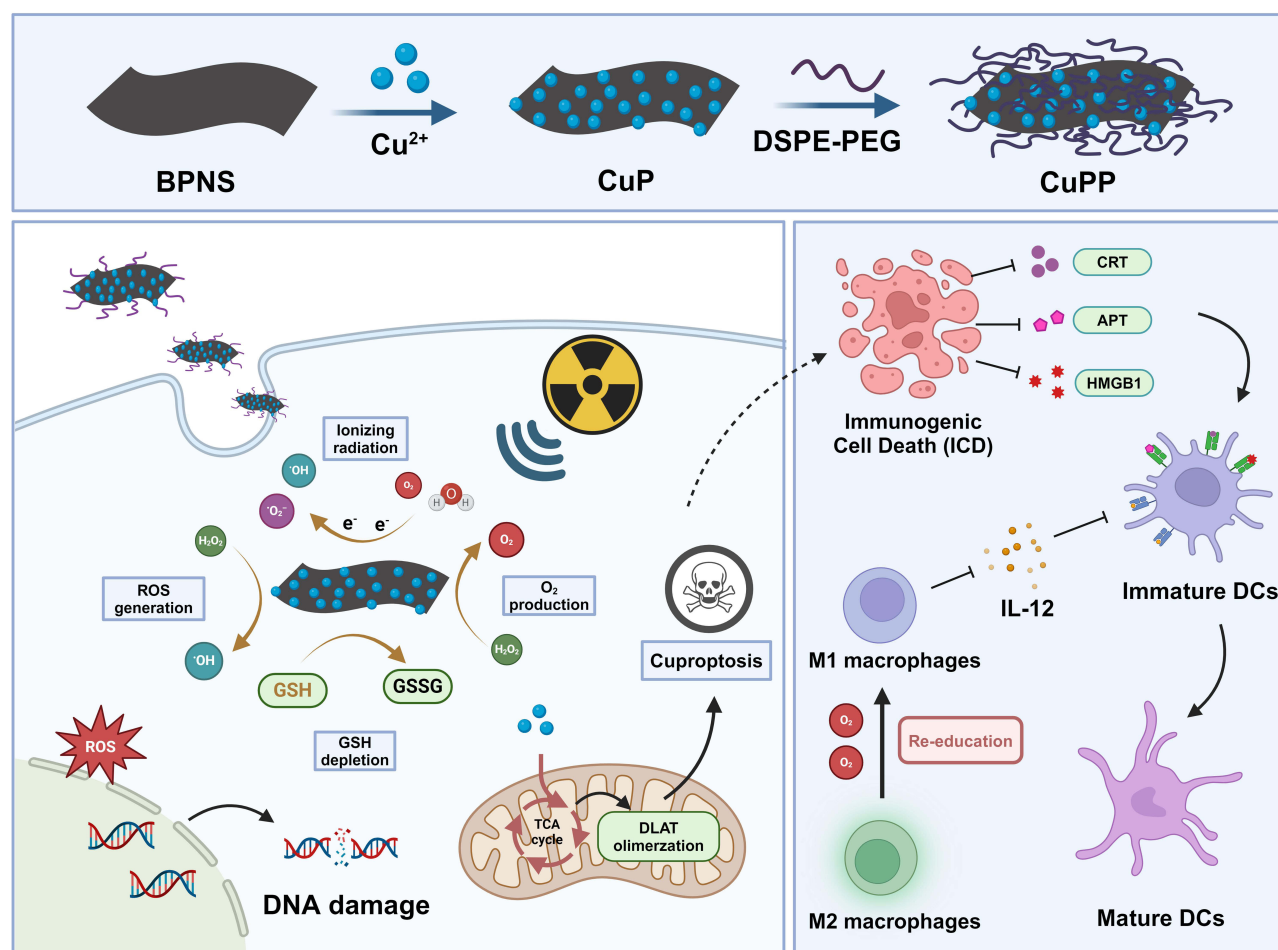 Cu²⁺
DSPE-PEG
BPNS
CuP
CuPP
Ionizing
radiation
·OH
·O₂⁻
O₂
H
O
H
e⁻
e⁻
H₂O₂
O₂
ROS
generation
O₂
production
·OH
H₂O₂
GSH
GSSG
GSH
depletion
ROS
DNA damage
TCA
cycle
DLAT
olimerzation
Cuproptosis
CRT
APT
HMGB1
Immunogenic
Cell Death (ICD)
IL-12
Immature DCs
M1 macrophages
O₂
O₂
Re-education
M2 macrophages
Mature DCs